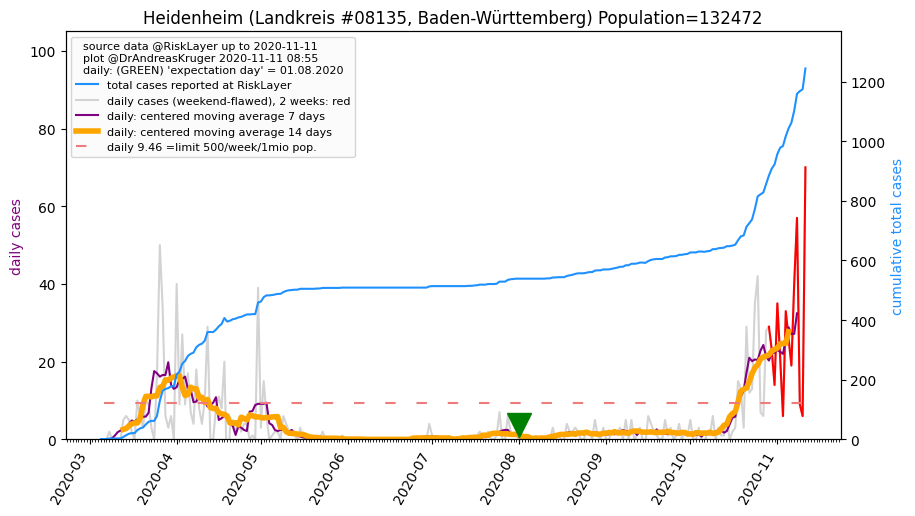 Heidenheim (Landkreis #08135, Baden-Württemberg) Population=132472
source data @RiskLayer up to 2020-11-11
plot @DrAndreasKruger 2020-11-11 08:55
daily: (GREEN) 'expectation day' = 01.08.2020
total cases reported at RiskLayer
daily cases (weekend-flawed), 2 weeks: red
daily: centered moving average 7 days
daily: centered moving average 14 days
daily 9.46 =limit 500/week/1mio pop.
daily cases
100
80
60
40
20
0
cumulative total cases
1200
1000
800
600
400
200
0
2020-03
2020-04
2020-05
2020-06
2020-07
2020-08
2020-09
2020-10
2020-11